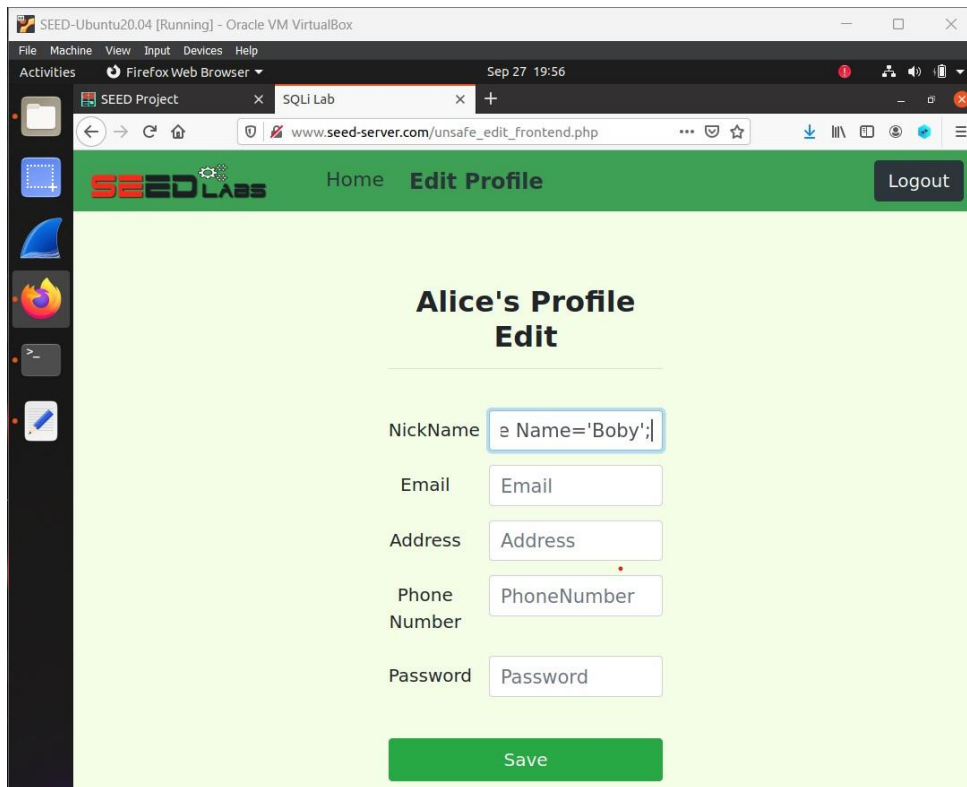 SEED-Ubuntu20.04 [Running] - Oracle VM VirtualBox
File Machine View Input Devices Help
Activities Firefox Web Browser Sep 27 19:56
SEED Project SQLi Lab
www.seed-server.com/unsafe_edit_frontend.php
SEEDLABS Home Edit Profile Logout
Alice's Profile
Edit
NickName e Name='Boby';
Email Email
Address Address
Phone
Number PhoneNumber
Password Password
Save